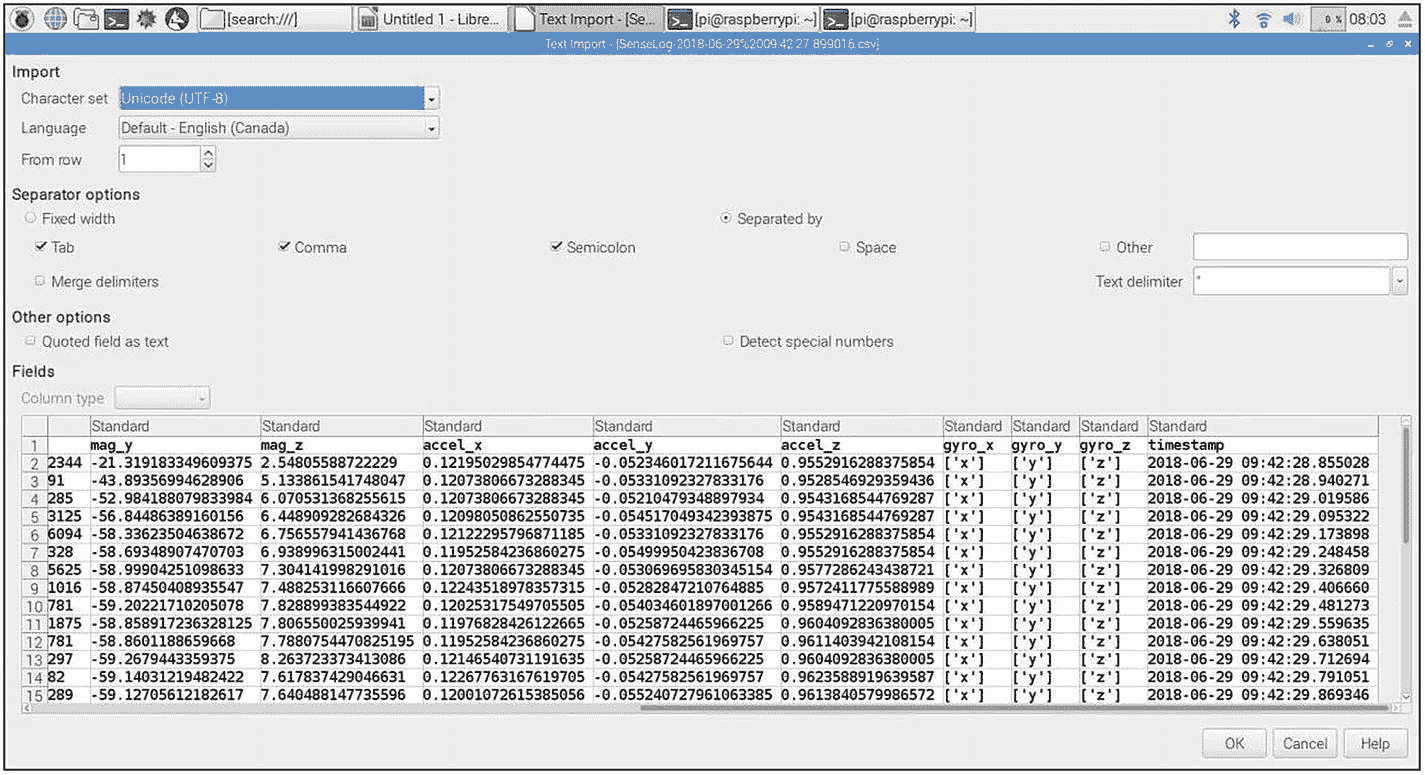 [search:///] Untitled 1 - Libre... Text Import - [Se... [pi@raspberrypi: ~] [pi@raspberrypi: ~] 0 % 08:03
Text Import - [SenseLog-2018-06-29%2009:42:27.899016.csv]
Import
Character set Unicode (UTF-8)
Language Default - English (Canada)
From row 1
Separator options
Fixed width Separated by
Tab Comma Semicolon Space Other
Merge delimiters Text delimiter "
Other options
Quoted field as text Detect special numbers
Fields
Column type
Standard Standard Standard Standard Standard Standard Standard Standard Standard
1 mag_y mag_z accel_x accel_y accel_z gyro_x gyro_y gyro_z timestamp
2 2344 -21.319183349609375 2.54805588722229 0.12195029854774475 -0.052346017211675644 0.9552916288375854 ['x'] ['y'] ['z'] 2018-06-29 09:42:28.855028
3 91 -43.89356994628906 5.133861541748047 0.12073806673288345 -0.05331092327833176 0.9528546929359436 ['x'] ['y'] ['z'] 2018-06-29 09:42:28.940271
4 285 -52.984188079833984 6.070531368255615 0.12073806673288345 -0.05210479348897934 0.9543168544769287 ['x'] ['y'] ['z'] 2018-06-29 09:42:29.019586
5 3125 -56.84486389160156 6.448909282684326 0.12098050862550735 -0.054517049342393875 0.9543168544769287 ['x'] ['y'] ['z'] 2018-06-29 09:42:29.095322
6 6094 -58.33623504638672 6.756557941436768 0.12122295796871185 -0.05331092327833176 0.9552916288375854 ['x'] ['y'] ['z'] 2018-06-29 09:42:29.173898
7 328 -58.69348907470703 6.938996315002441 0.11952584236860275 -0.05499950423836708 0.9552916288375854 ['x'] ['y'] ['z'] 2018-06-29 09:42:29.248458
8 5625 -58.99904251098633 7.304141998291016 0.12073806673288345 -0.053069695830345154 0.9577286243438721 ['x'] ['y'] ['z'] 2018-06-29 09:42:29.326809
9 1016 -58.87450408935547 7.4882531166076666 0.12243518978357315 -0.05282847210764885 0.9572411775588989 ['x'] ['y'] ['z'] 2018-06-29 09:42:29.406660
10 781 -59.20221710205078 7.828899383544922 0.12025317549705505 -0.054034601897001266 0.9589471220970154 ['x'] ['y'] ['z'] 2018-06-29 09:42:29.481273
11 1875 -58.858917236328125 7.806550025939941 0.11976828426122665 -0.05258724465966225 0.9604092836380005 ['x'] ['y'] ['z'] 2018-06-29 09:42:29.559635
12 781 -58.8601188659668 7.7880754470825195 0.11952584236860275 -0.05427582561969757 0.9611403942108154 ['x'] ['y'] ['z'] 2018-06-29 09:42:29.638051
13 297 -59.2679443359375 8.263723373413086 0.12146540731191635 -0.05258724465966225 0.9604092836380005 ['x'] ['y'] ['z'] 2018-06-29 09:42:29.712694
14 82 -59.14031219482422 7.617837429046631 0.12267763167619705 -0.05427582561969757 0.9623588919639587 ['x'] ['y'] ['z'] 2018-06-29 09:42:29.791051
15 289 -59.127056121826​17 7.640488147735596 0.12001072615385056 -0.055240727961063385 0.9613840579986572 ['x'] ['y'] ['z'] 2018-06-29 09:42:29.869346
OK Cancel Help